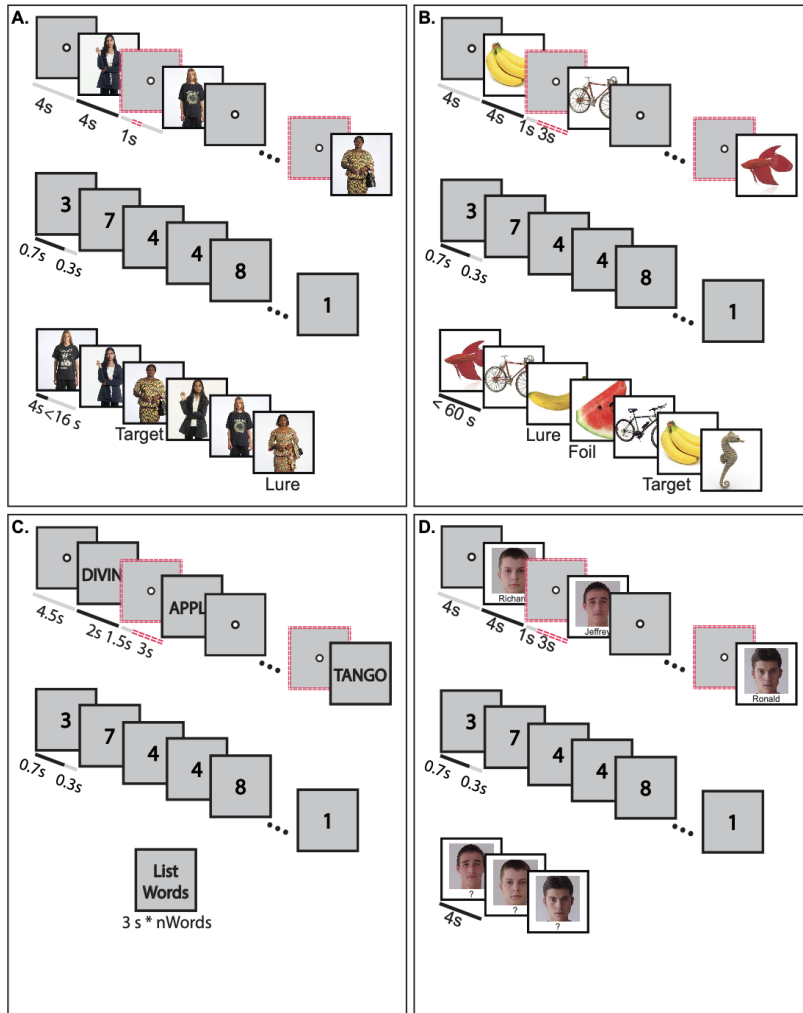 A.
4s
4s
1s
3
7
4
4
8
1
0.7s
0.3s
4s
<16 s
Target
Lure
B.
4s
4s
1s
3s
3
7
4
4
8
1
0.7s
0.3s
< 60 s
Lure
Foil
Target
C.
DIVIN
APPL
TANGO
4.5s
2s
1.5s
3s
3
7
4
4
8
1
0.7s
0.3s
List
Words
3 s * nWords
D.
Richar
Jeffrey
Ronald
4s
4s
1s
3s
3
7
4
4
8
1
0.7s
0.3s
?
?
?
4s